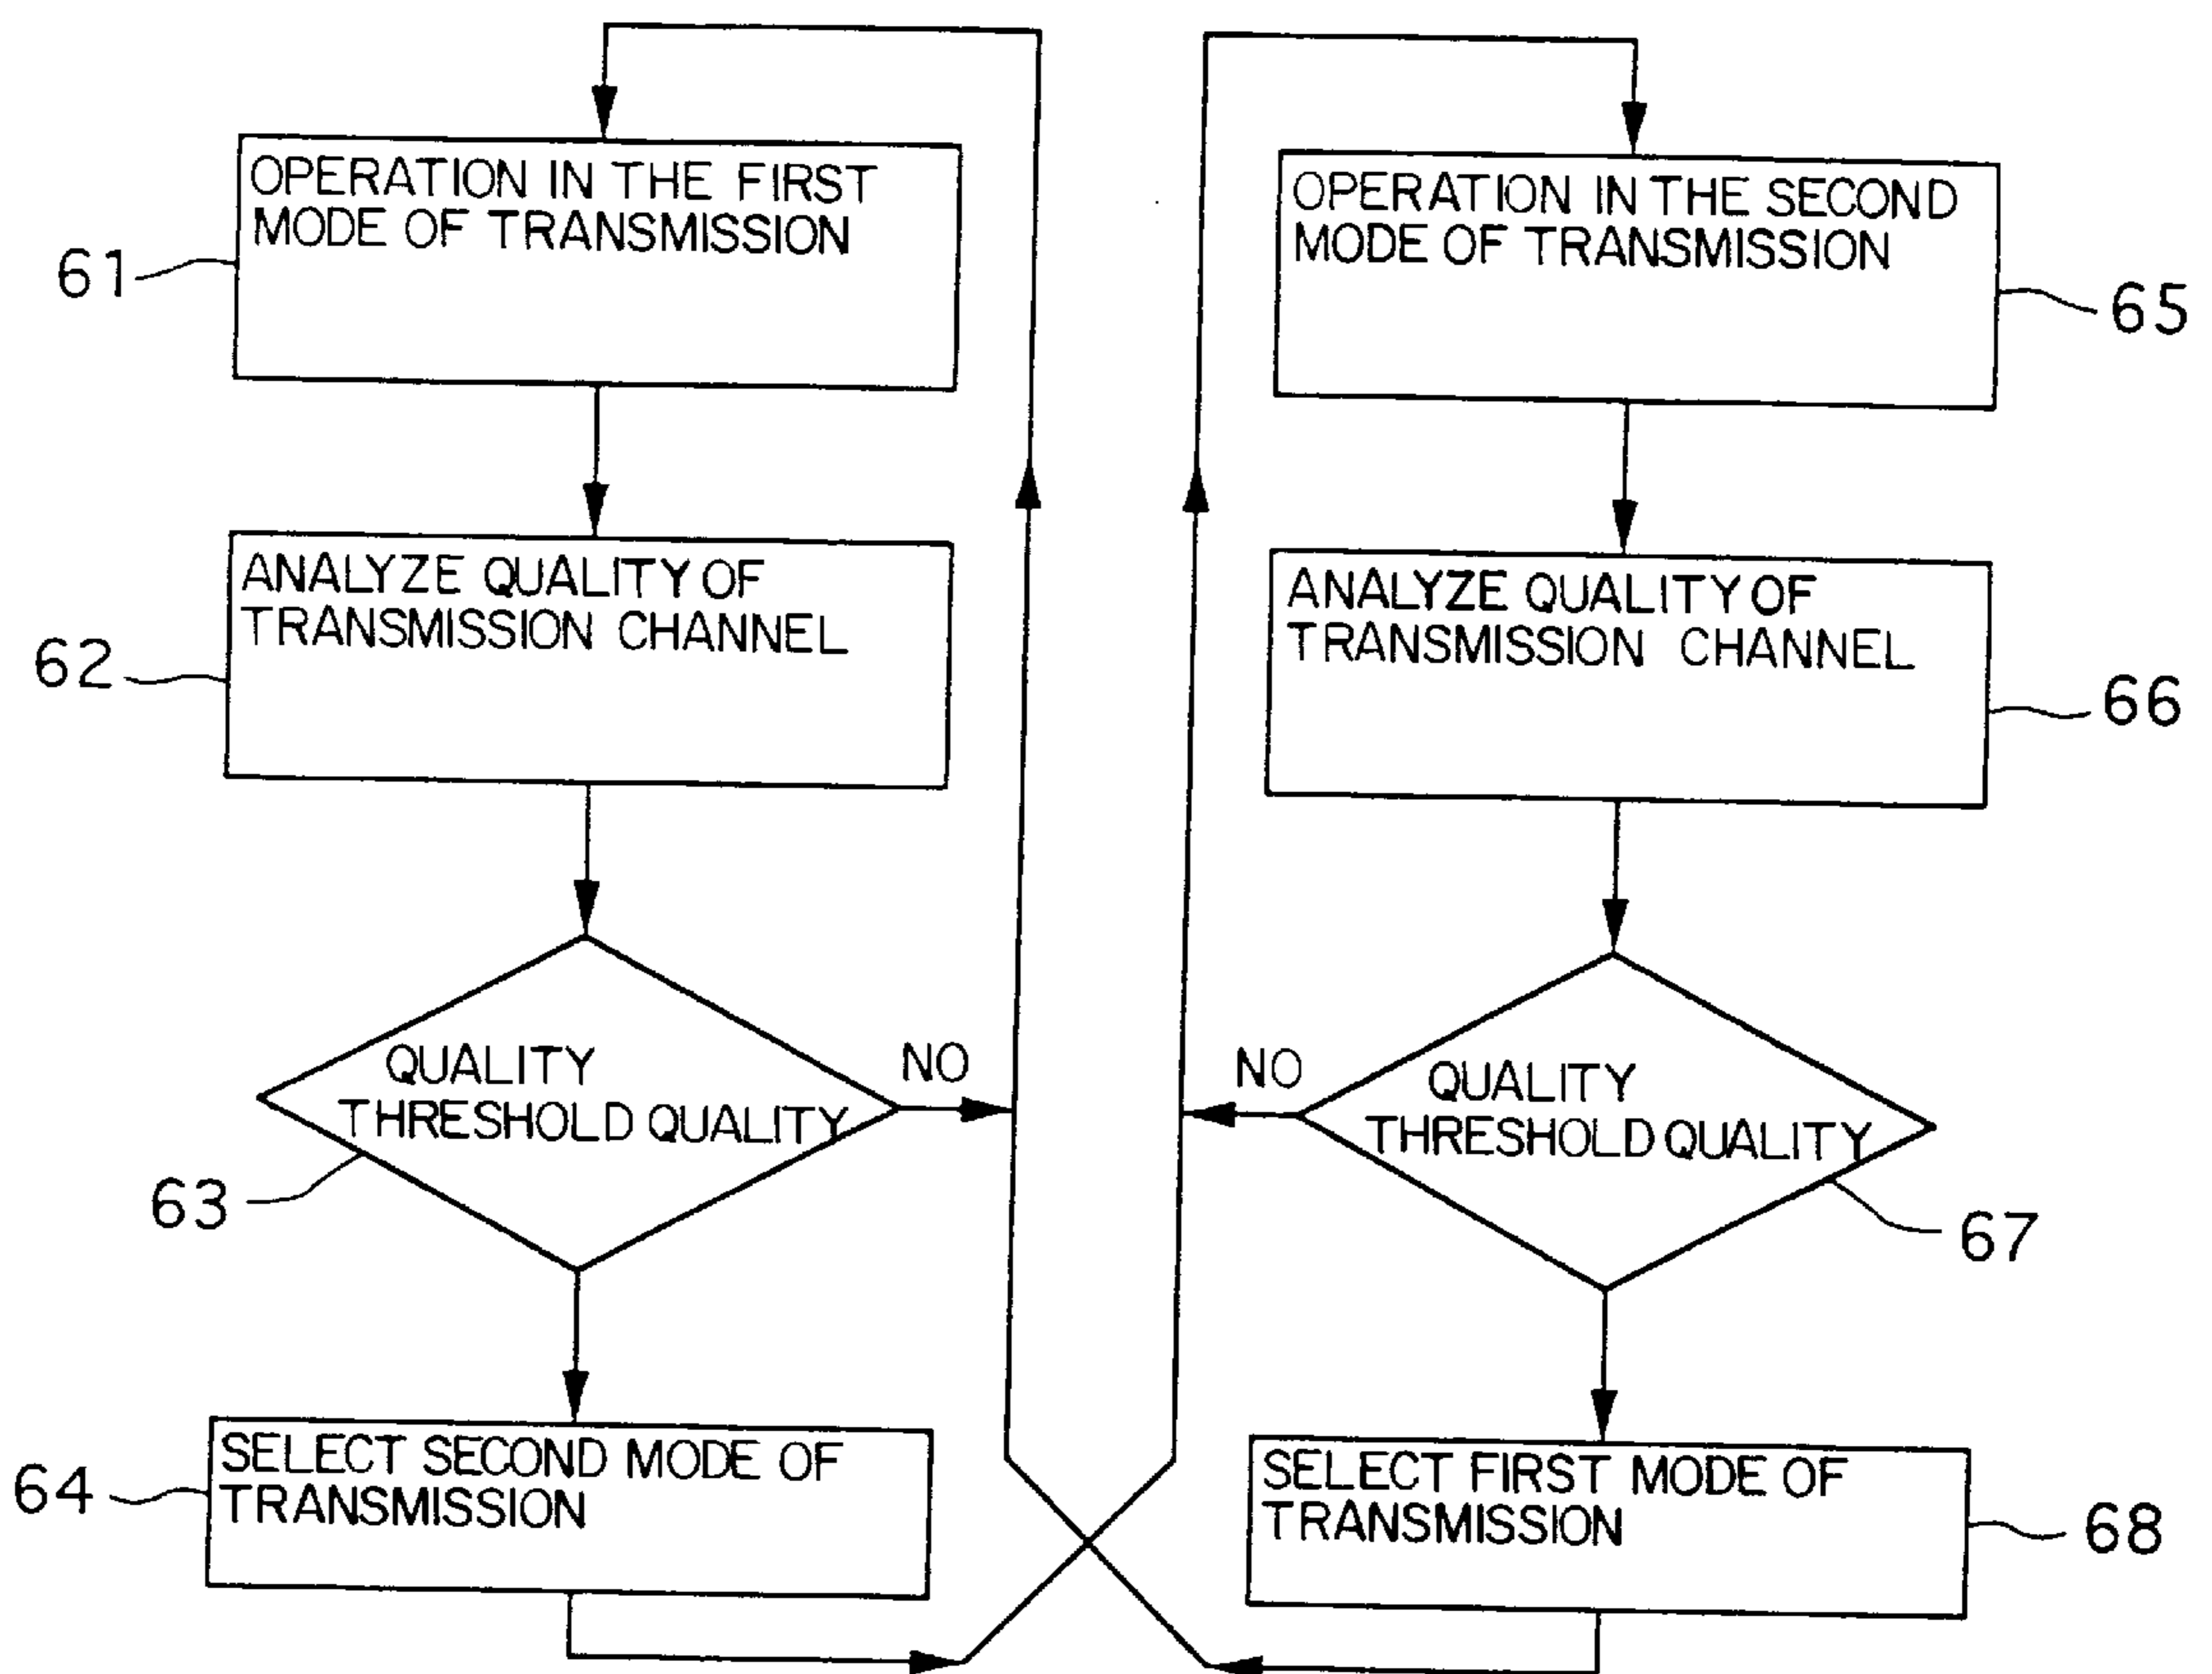 OPERATION IN THE FIRST
MODE OF TRANSMISSION
61
ANALYZE QUALITY OF
TRANSMISSION CHANNEL
62
QUALITY
THRESHOLD QUALITY
NO
63
SELECT SECOND MODE OF
TRANSMISSION
64
OPERATION IN THE SECOND
MODE OF TRANSMISSION
65
ANALYZE QUALITY OF
TRANSMISSION CHANNEL
66
NO
QUALITY
THRESHOLD QUALITY
67
SELECT FIRST MODE OF
TRANSMISSION
68